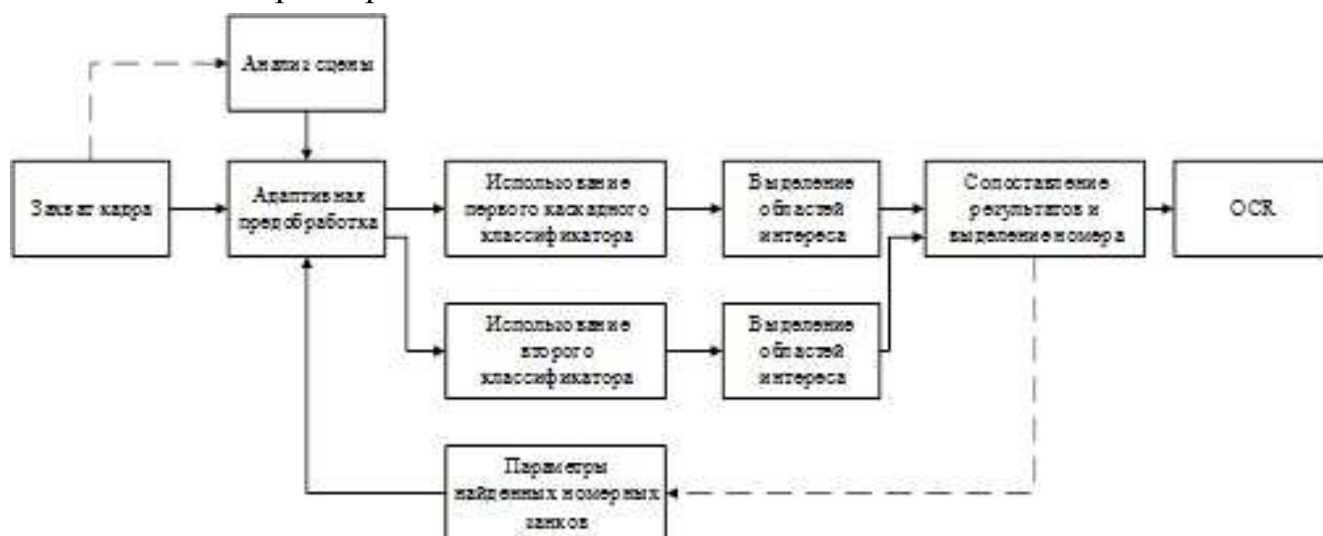 Анализ сцены
Захват кадра
Адаптивная
предобработка
Использование
первого каскадного
классификатора
Выделение
областей
интереса
Сопоставление
результатов и
выделение номера
OCR
Использование
второго
классификатора
Выделение
областей
интереса
Параметры
найденных номерных
знаков